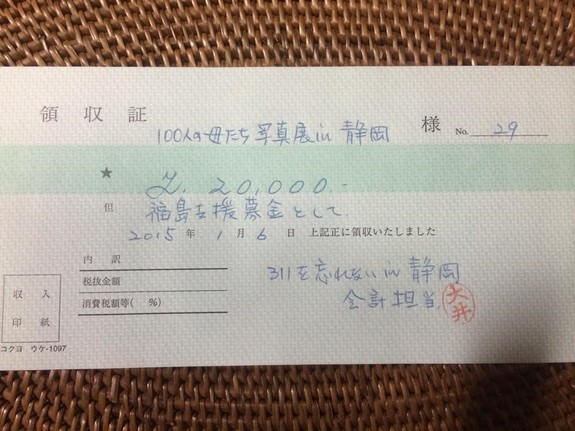 領収証
100人の母たち写真展in静岡 様 No. 29
★ ¥. 20,000.-
但 福島支援募金として
2015年 1月 6日 上記正に領収いたしました
内訳
税抜金額
消費税額等( %)
収入
印紙
311を忘れないin静岡
会計担当 大井
コクヨ ウケ-1097